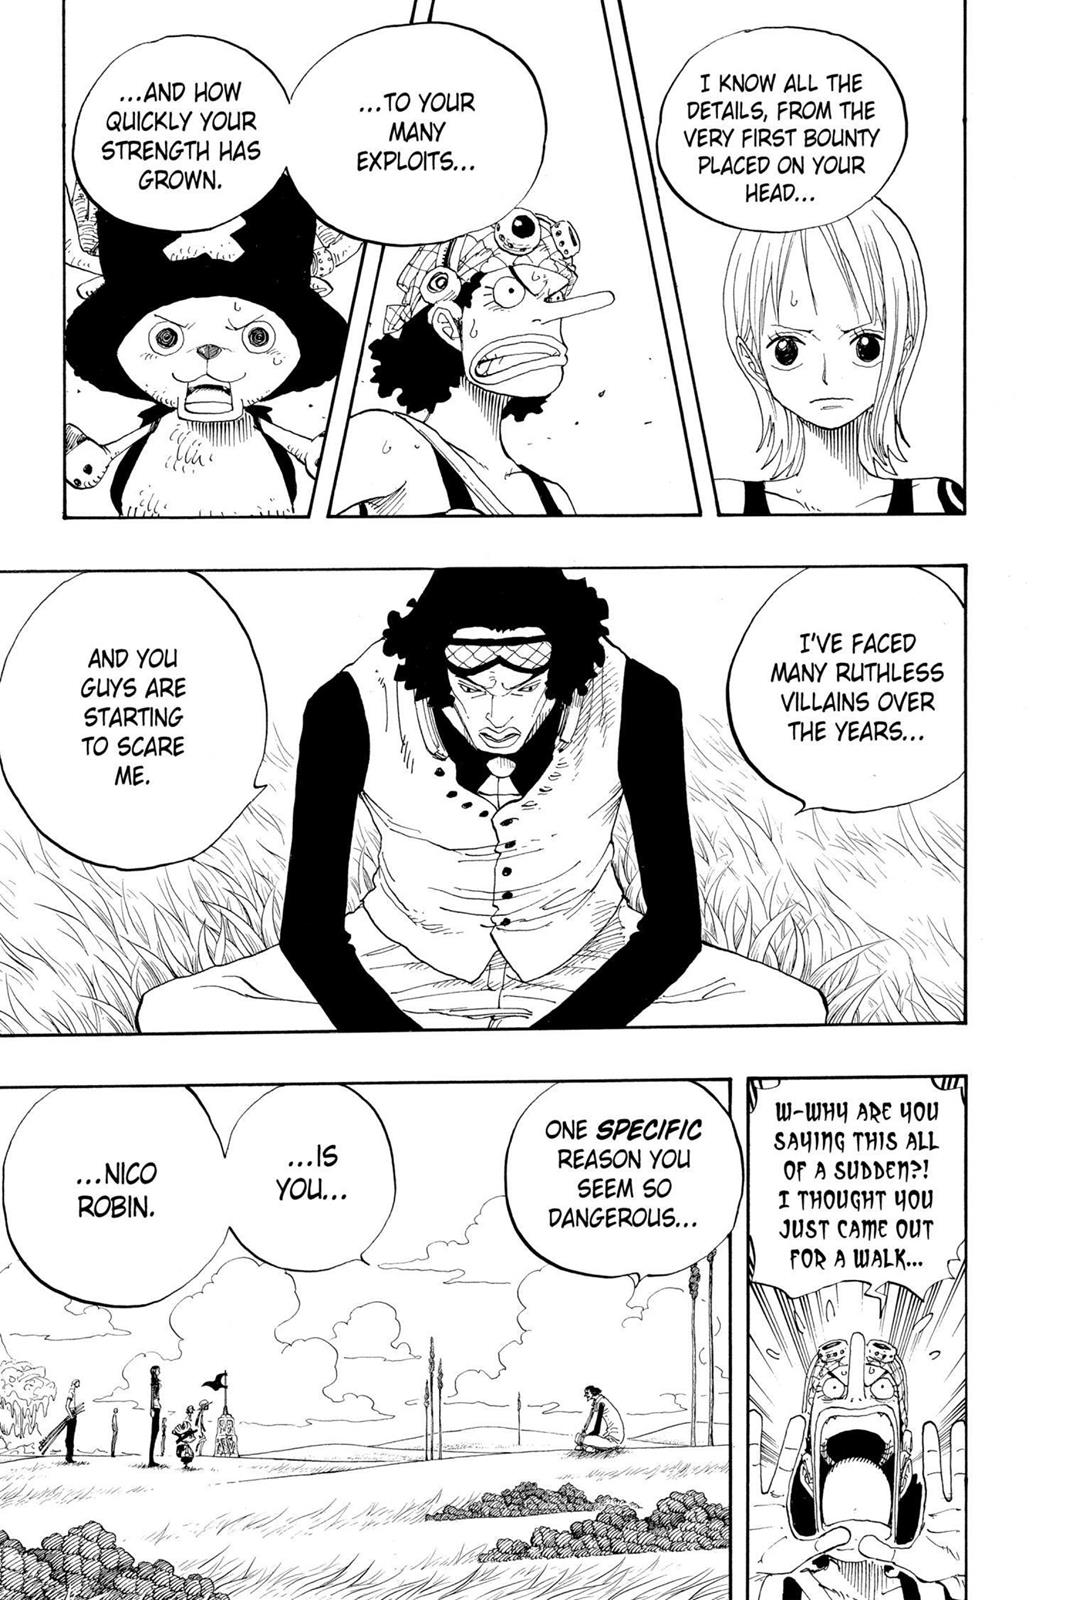 I KNOW ALL THE
DETAILS, FROM THE
VERY FIRST BOUNTY
PLACED ON YOUR
HEAD...
...TO YOUR
MANY
EXPLOITS...
...AND HOW
QUICKLY YOUR
STRENGTH HAS
GROWN.
I'VE FACED
MANY RUTHLESS
VILLAINS OVER
THE YEARS...
AND YOU
GUYS ARE
STARTING
TO SCARE
ME.
W-WHY ARE YOU
SAYING THIS ALL
OF A SUDDEN?!
I THOUGHT YOU
JUST CAME OUT
FOR A WALK...
ONE SPECIFIC
REASON YOU
SEEM SO
DANGEROUS...
...IS
YOU...
...NICO
ROBIN.